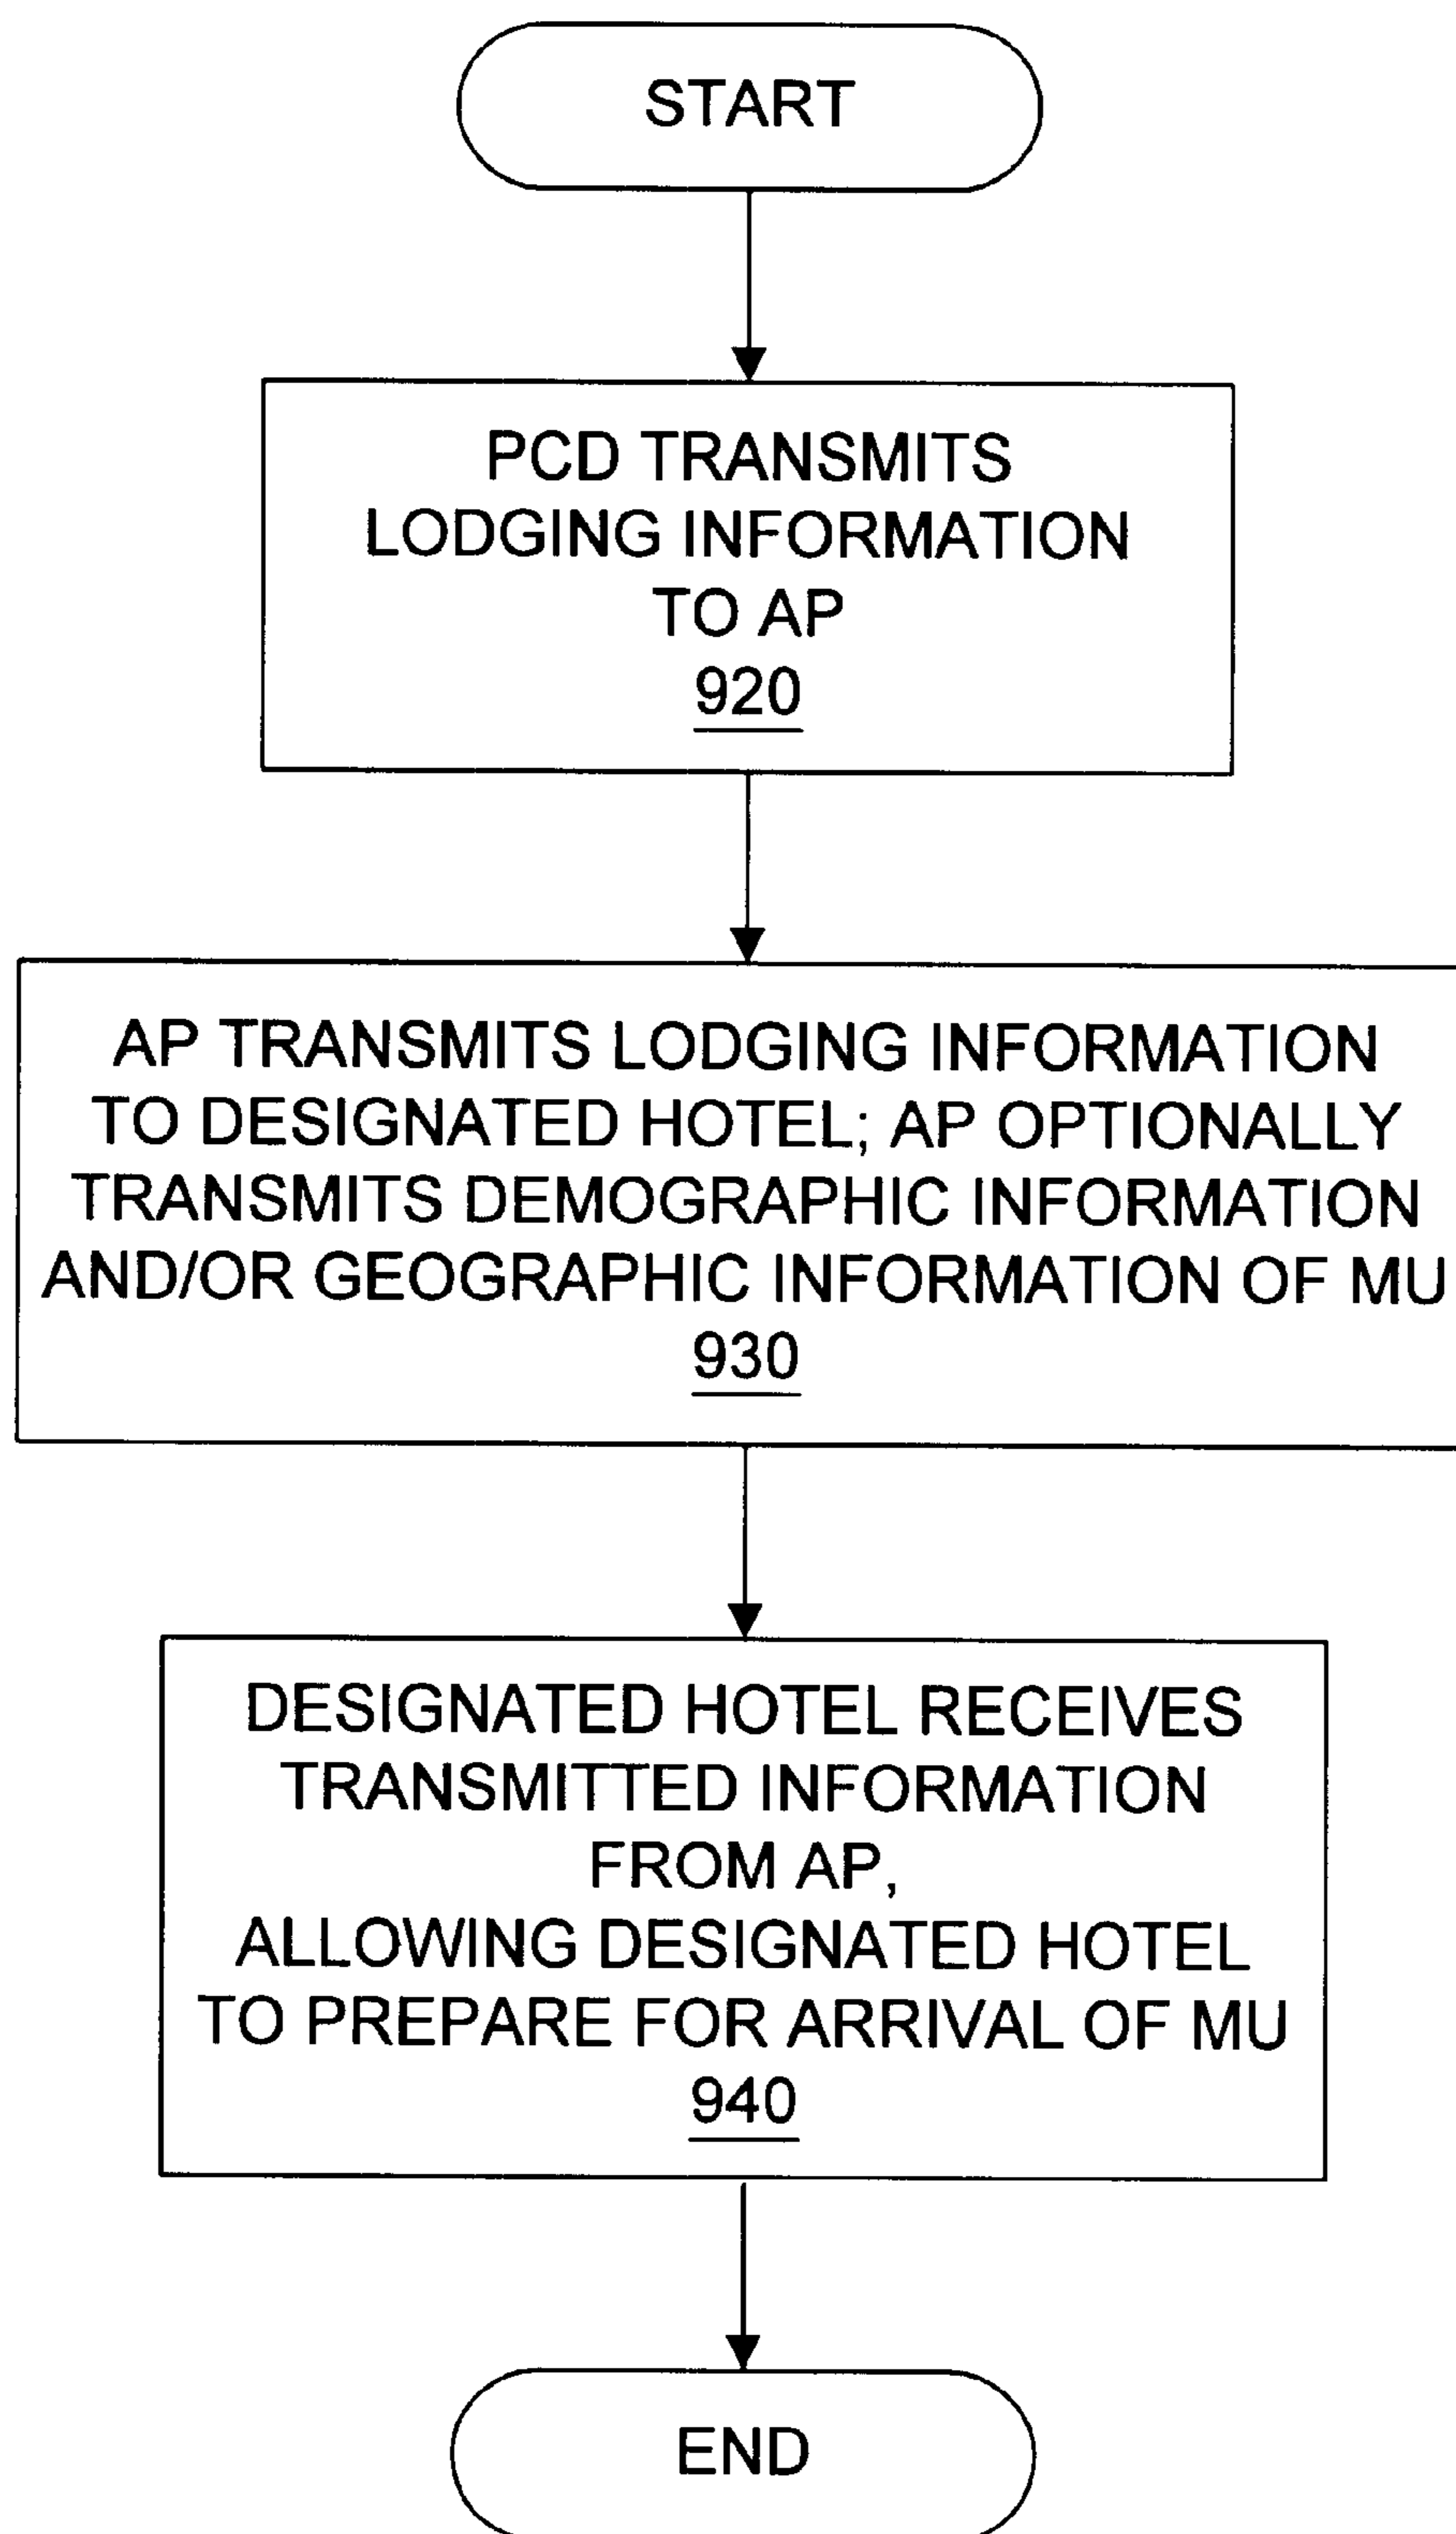 START
PCD TRANSMITS
LODGING INFORMATION
TO AP
920
AP TRANSMITS LODGING INFORMATION
TO DESIGNATED HOTEL; AP OPTIONALLY
TRANSMITS DEMOGRAPHIC INFORMATION
AND/OR GEOGRAPHIC INFORMATION OF MU
930
DESIGNATED HOTEL RECEIVES
TRANSMITTED INFORMATION
FROM AP,
ALLOWING DESIGNATED HOTEL
TO PREPARE FOR ARRIVAL OF MU
940
END